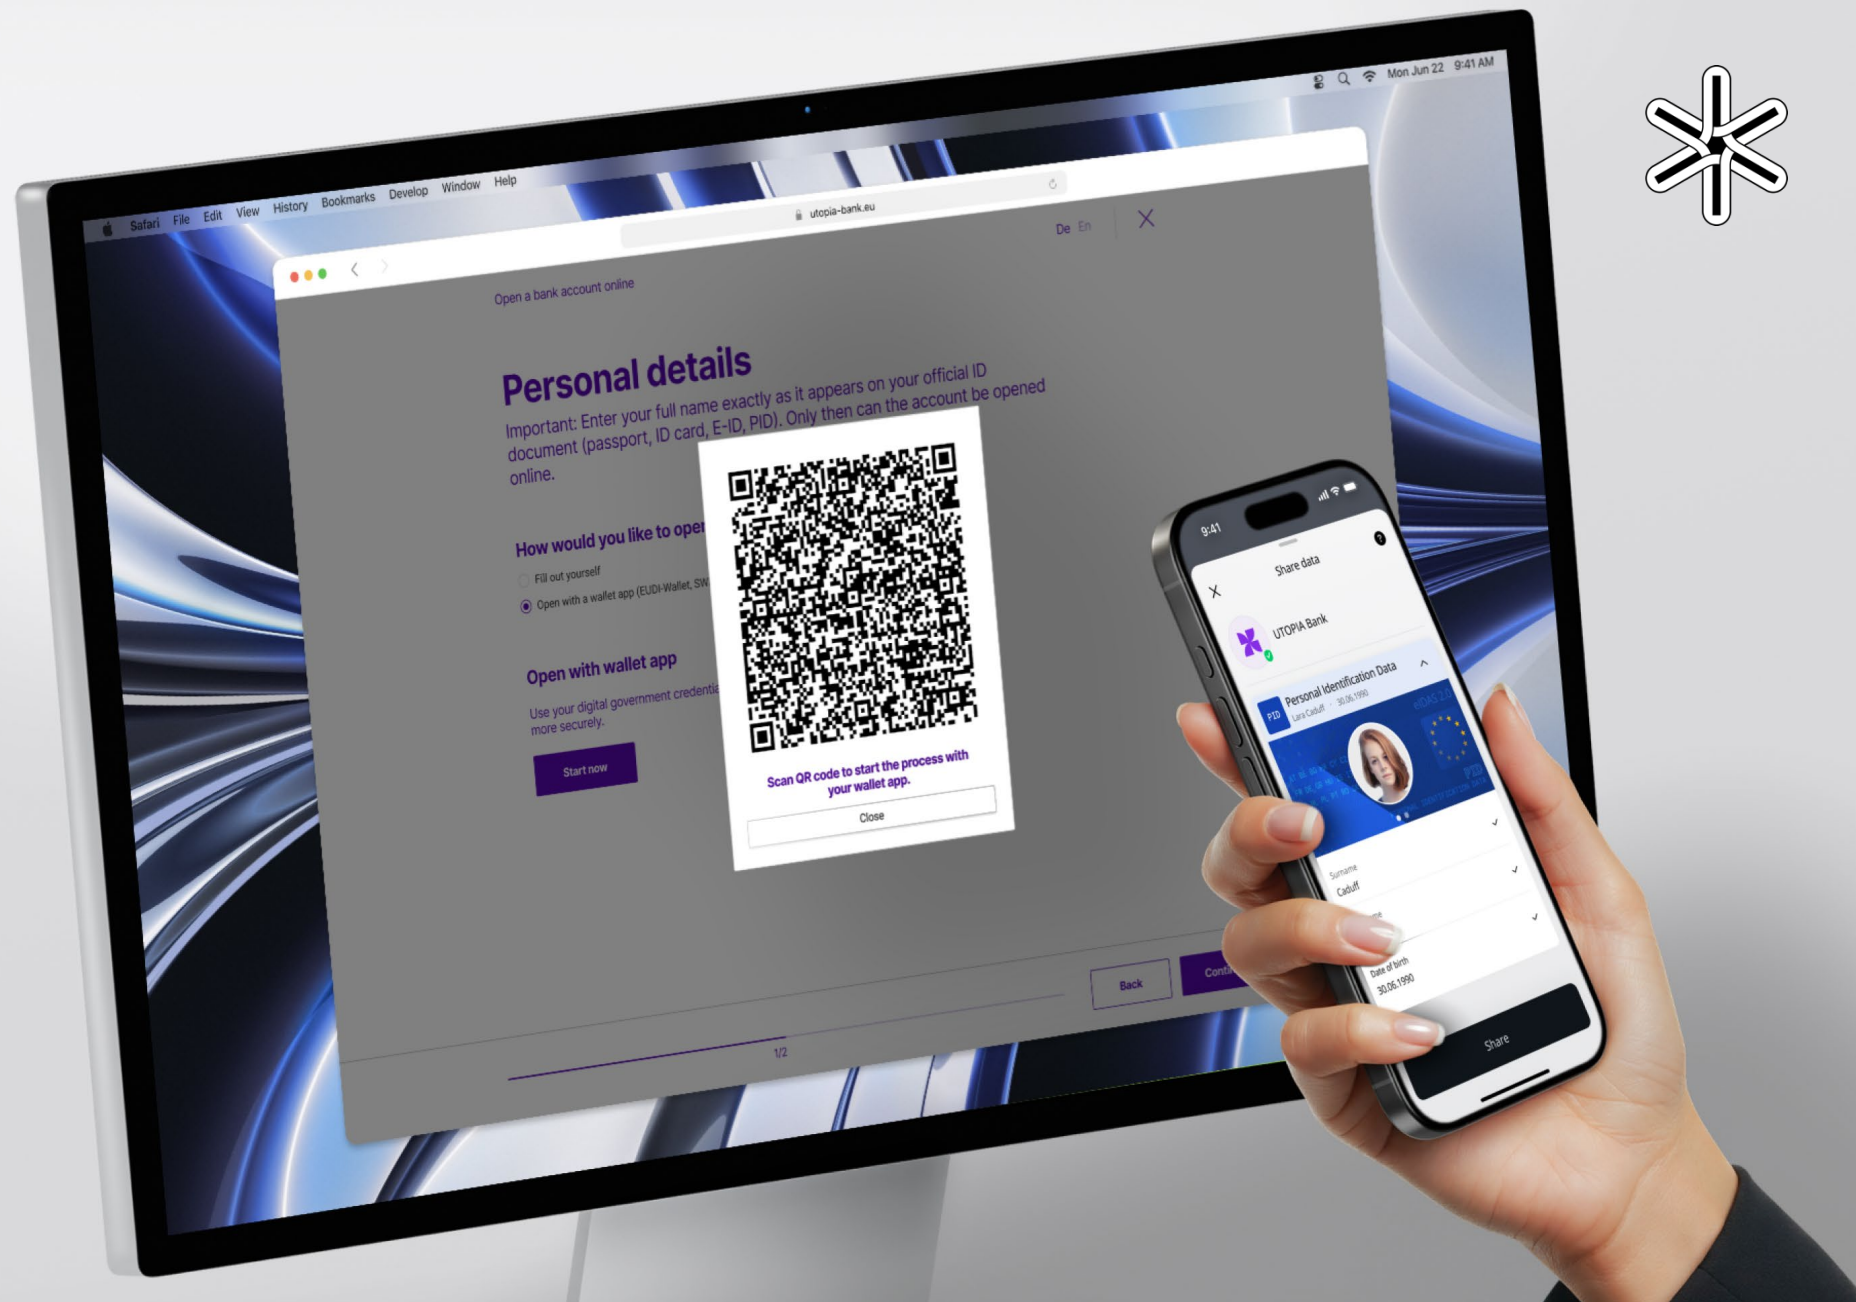 Safari File Edit View History Bookmarks Develop Window Help
Mon Jun 22 9:41 AM
utopia-bank.eu
De En
Open a bank account online
Personal details
Important: Enter your full name exactly as it appears on your official ID
document (passport, ID card, E-ID, PID). Only then can the account be opened
online.
How would you like to open
Fill out yourself
Open with a wallet app (EUDI-Wallet,
Open with wallet app
Use your digital government
more securely.
Start now
Scan QR code to start the process with
your wallet app.
Close
Back
1/2
9:41
Share data
UTOPIA Bank
PID
Personal Identification Data
Lara Caduff · 30.06.1990
eIDAS 2.0
PID
Surname
Caduff
Date of birth
30.06.1990
Share